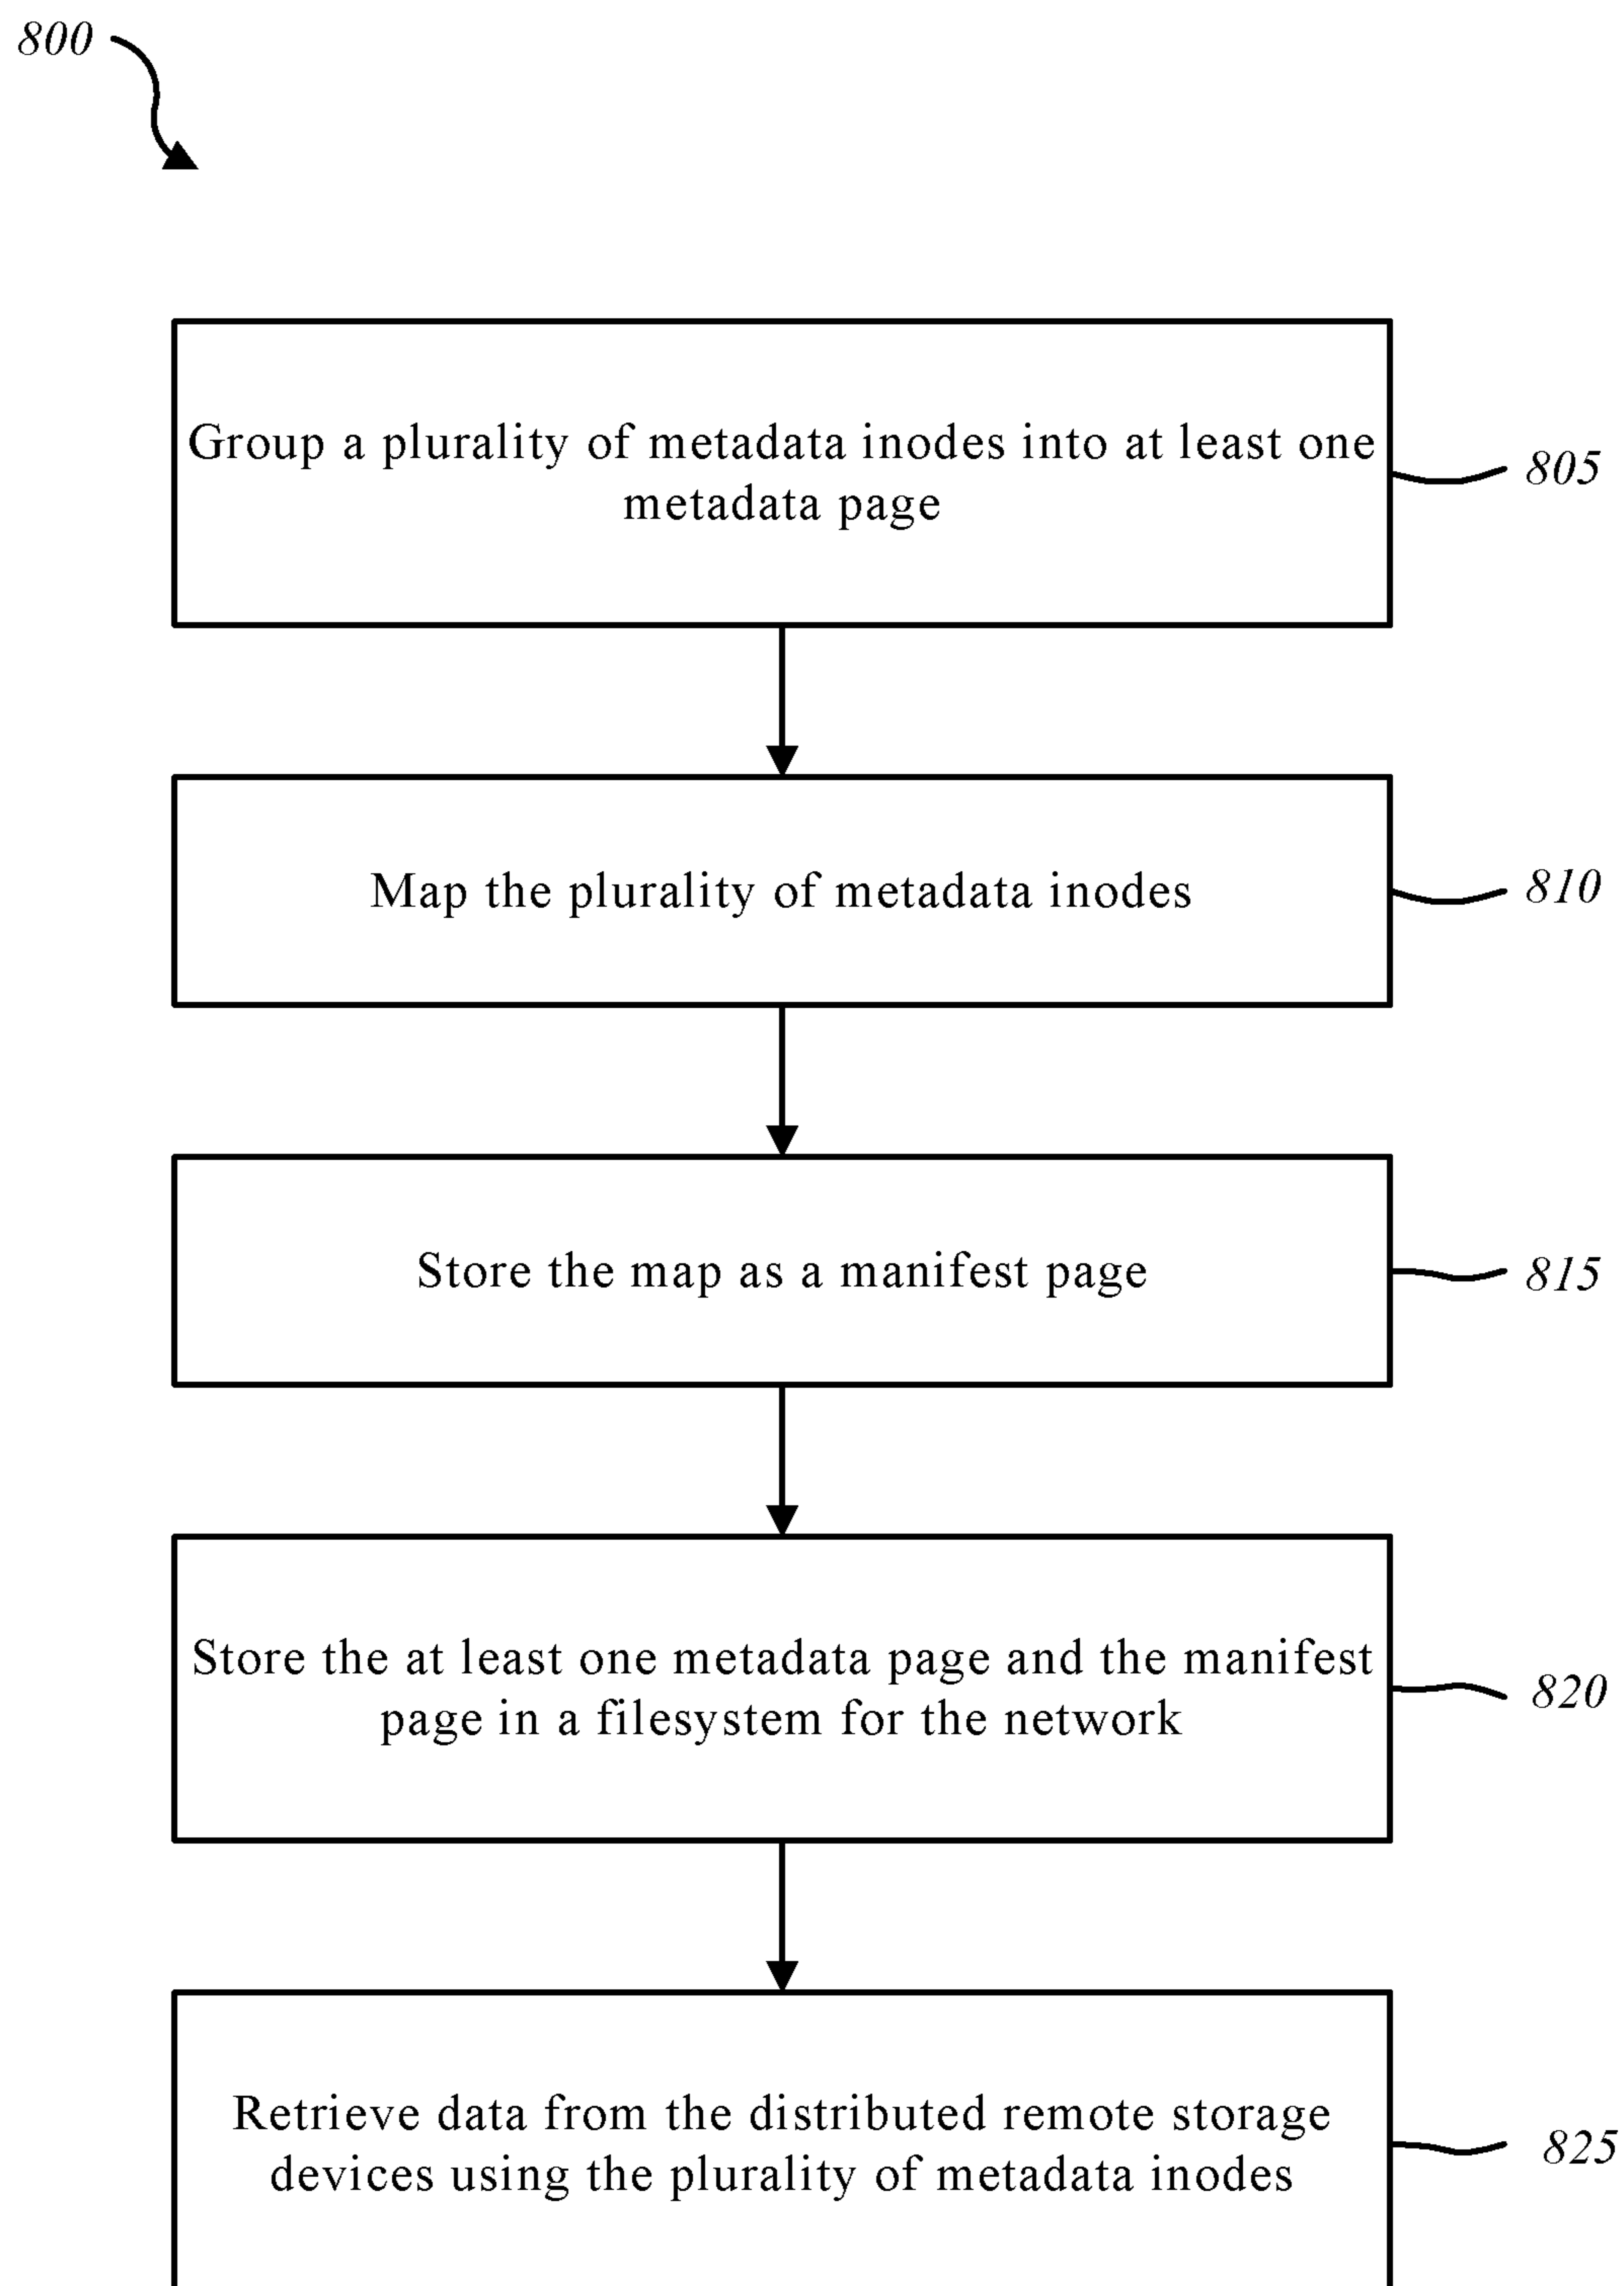 800
Group a plurality of metadata inodes into at least one
metadata page
805
Map the plurality of metadata inodes
810
Store the map as a manifest page
815
Store the at least one metadata page and the manifest
page in a filesystem for the network
820
Retrieve data from the distributed remote storage
devices using the plurality of metadata inodes
825